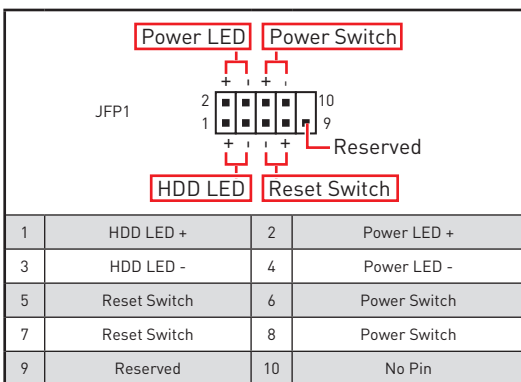 Power LED Power Switch
+ - + -
JFP1
2 10
1 9
+ - - +
Reserved
HDD LED Reset Switch
1 HDD LED + 2 Power LED +
3 HDD LED - 4 Power LED -
5 Reset Switch 6 Power Switch
7 Reset Switch 8 Power Switch
9 Reserved 10 No Pin